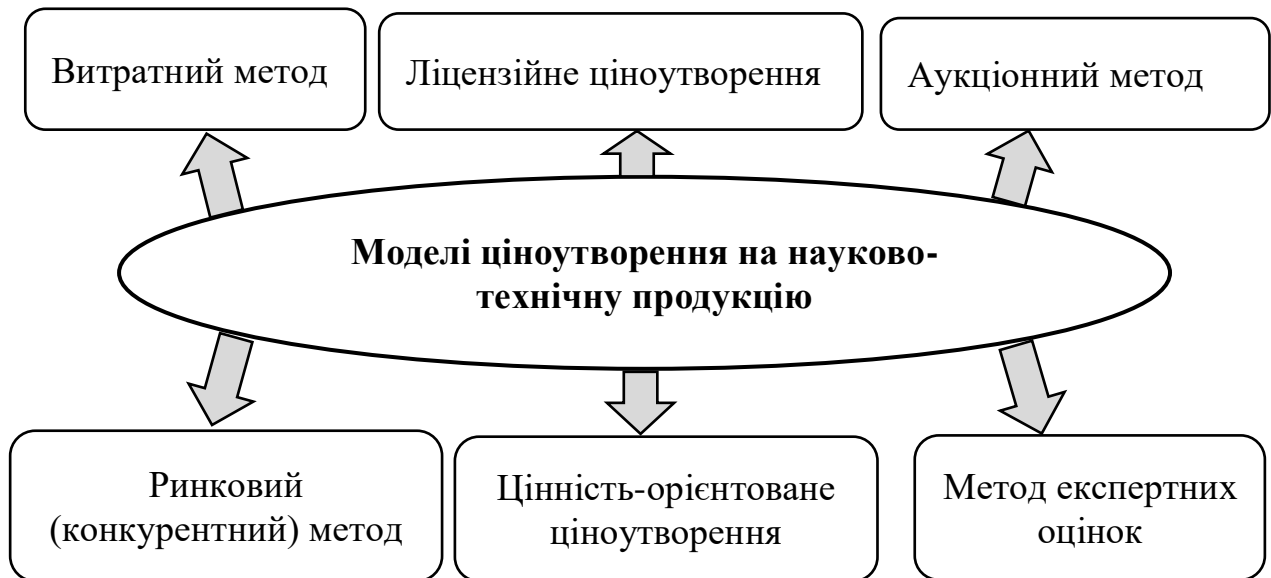 Витратний метод
Ліцензійне ціноутворення
Аукціонний метод
Моделі ціноутворення на науково-
технічну продукцію
Ринковий
(конкурентний) метод
Цінність-орієнтоване
ціноутворення
Метод експертних
оцінок